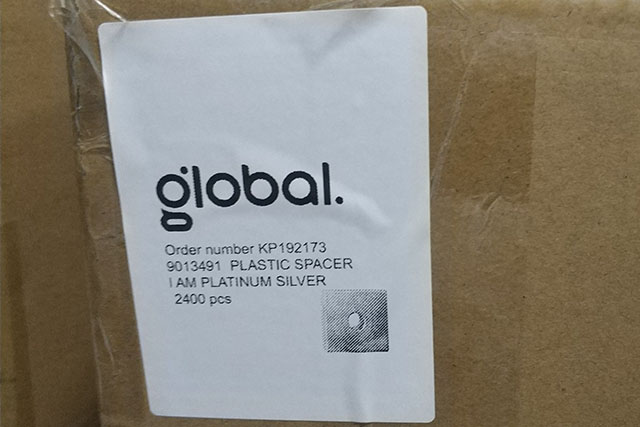 global.
Order number KP192173
9013491 PLASTIC SPACER
I AM PLATINUM SILVER
2400 pcs